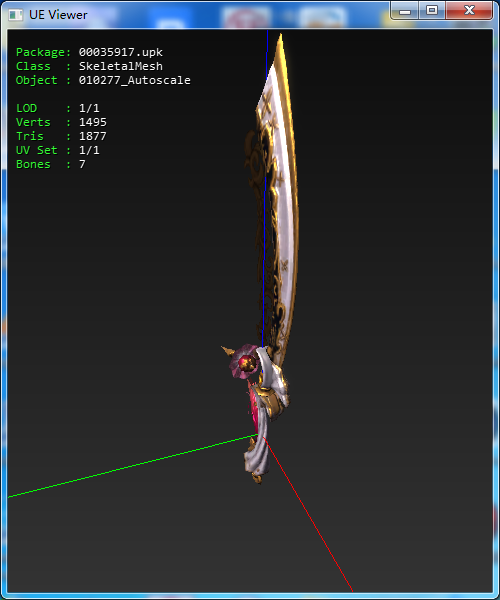 UE Viewer
Package: 00035917.upk
Class : SkeletalMesh
Object : 010277_Autoscale
LOD : 1/1
Verts : 1495
Tris : 1877
UV Set : 1/1
Bones : 7